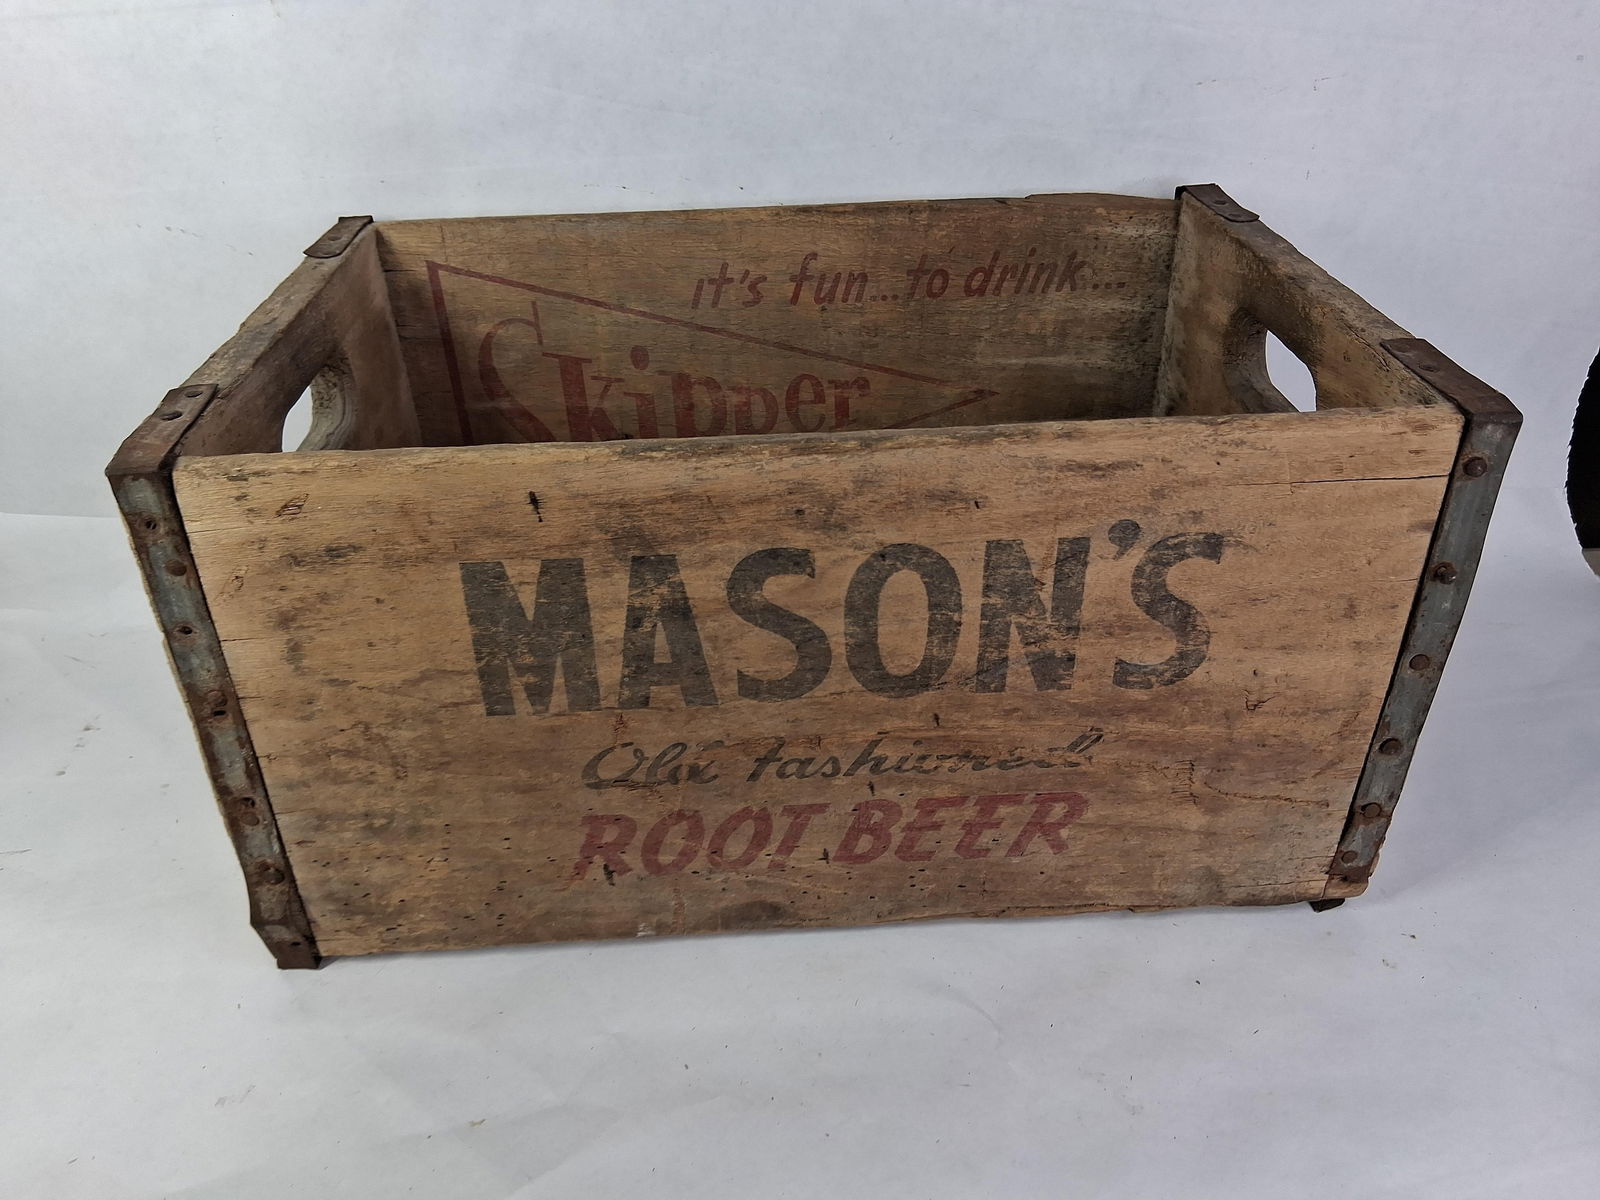 it's fun...to drink...
Skipper
MASON'S
Old fashioned
ROOT BEER